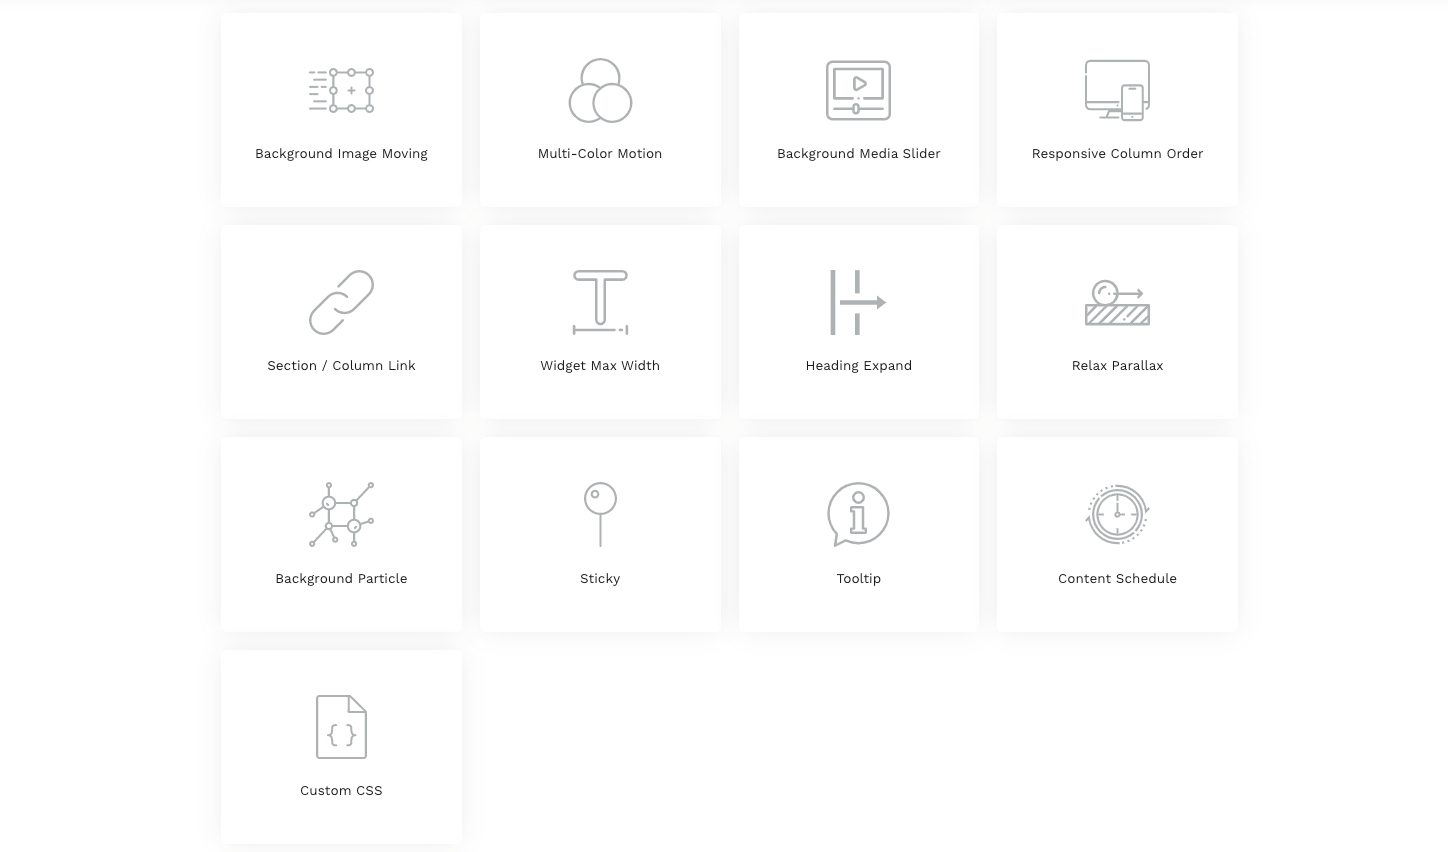 Background Image Moving
Multi-Color Motion
Background Media Slider
Responsive Column Order
Section / Column Link
Widget Max Width
Heading Expand
Relax Parallax
Background Particle
Sticky
Tooltip
Content Schedule
Custom CSS